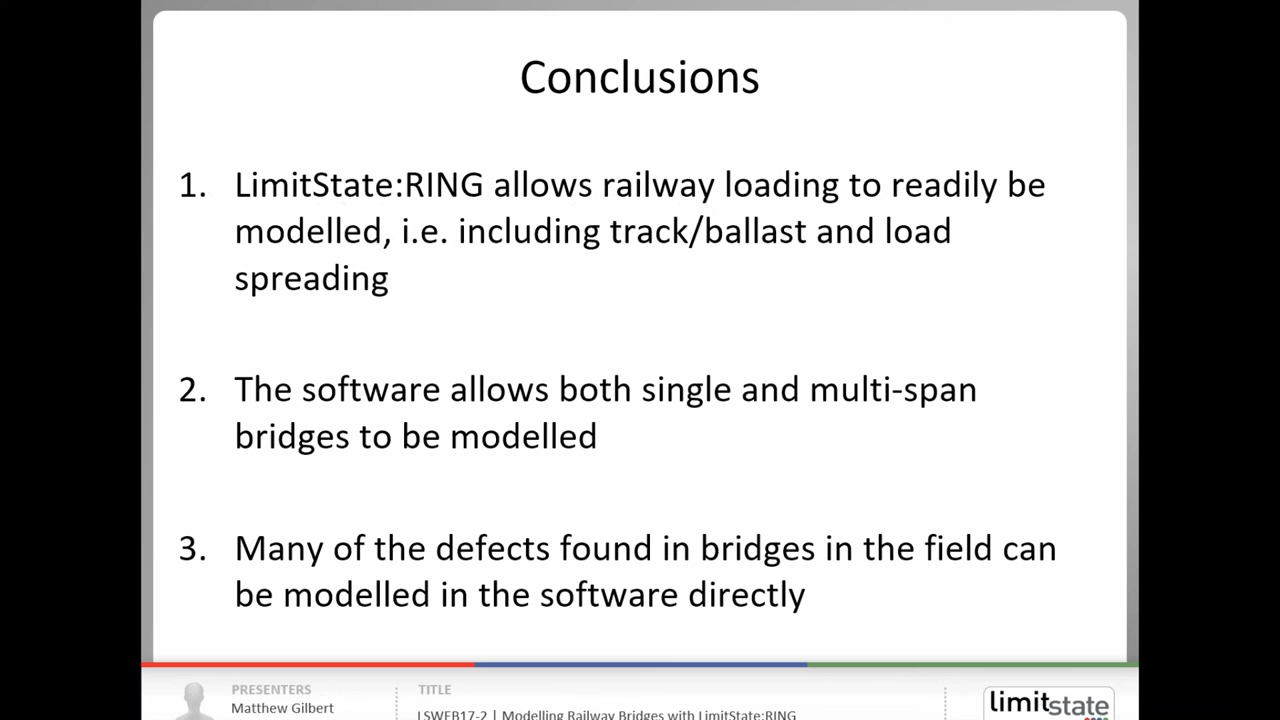 Conclusions
1. LimitState:RING allows railway loading to readily be
modelled, i.e. including track/ballast and load
spreading
2. The software allows both single and multi-span
bridges to be modelled
3. Many of the defects found in bridges in the field can
be modelled in the software directly
PRESENTERS
Matthew Gilbert
TITLE
LSWEB17-2 | Modelling Railway Bridges with LimitState:RING
limitstate